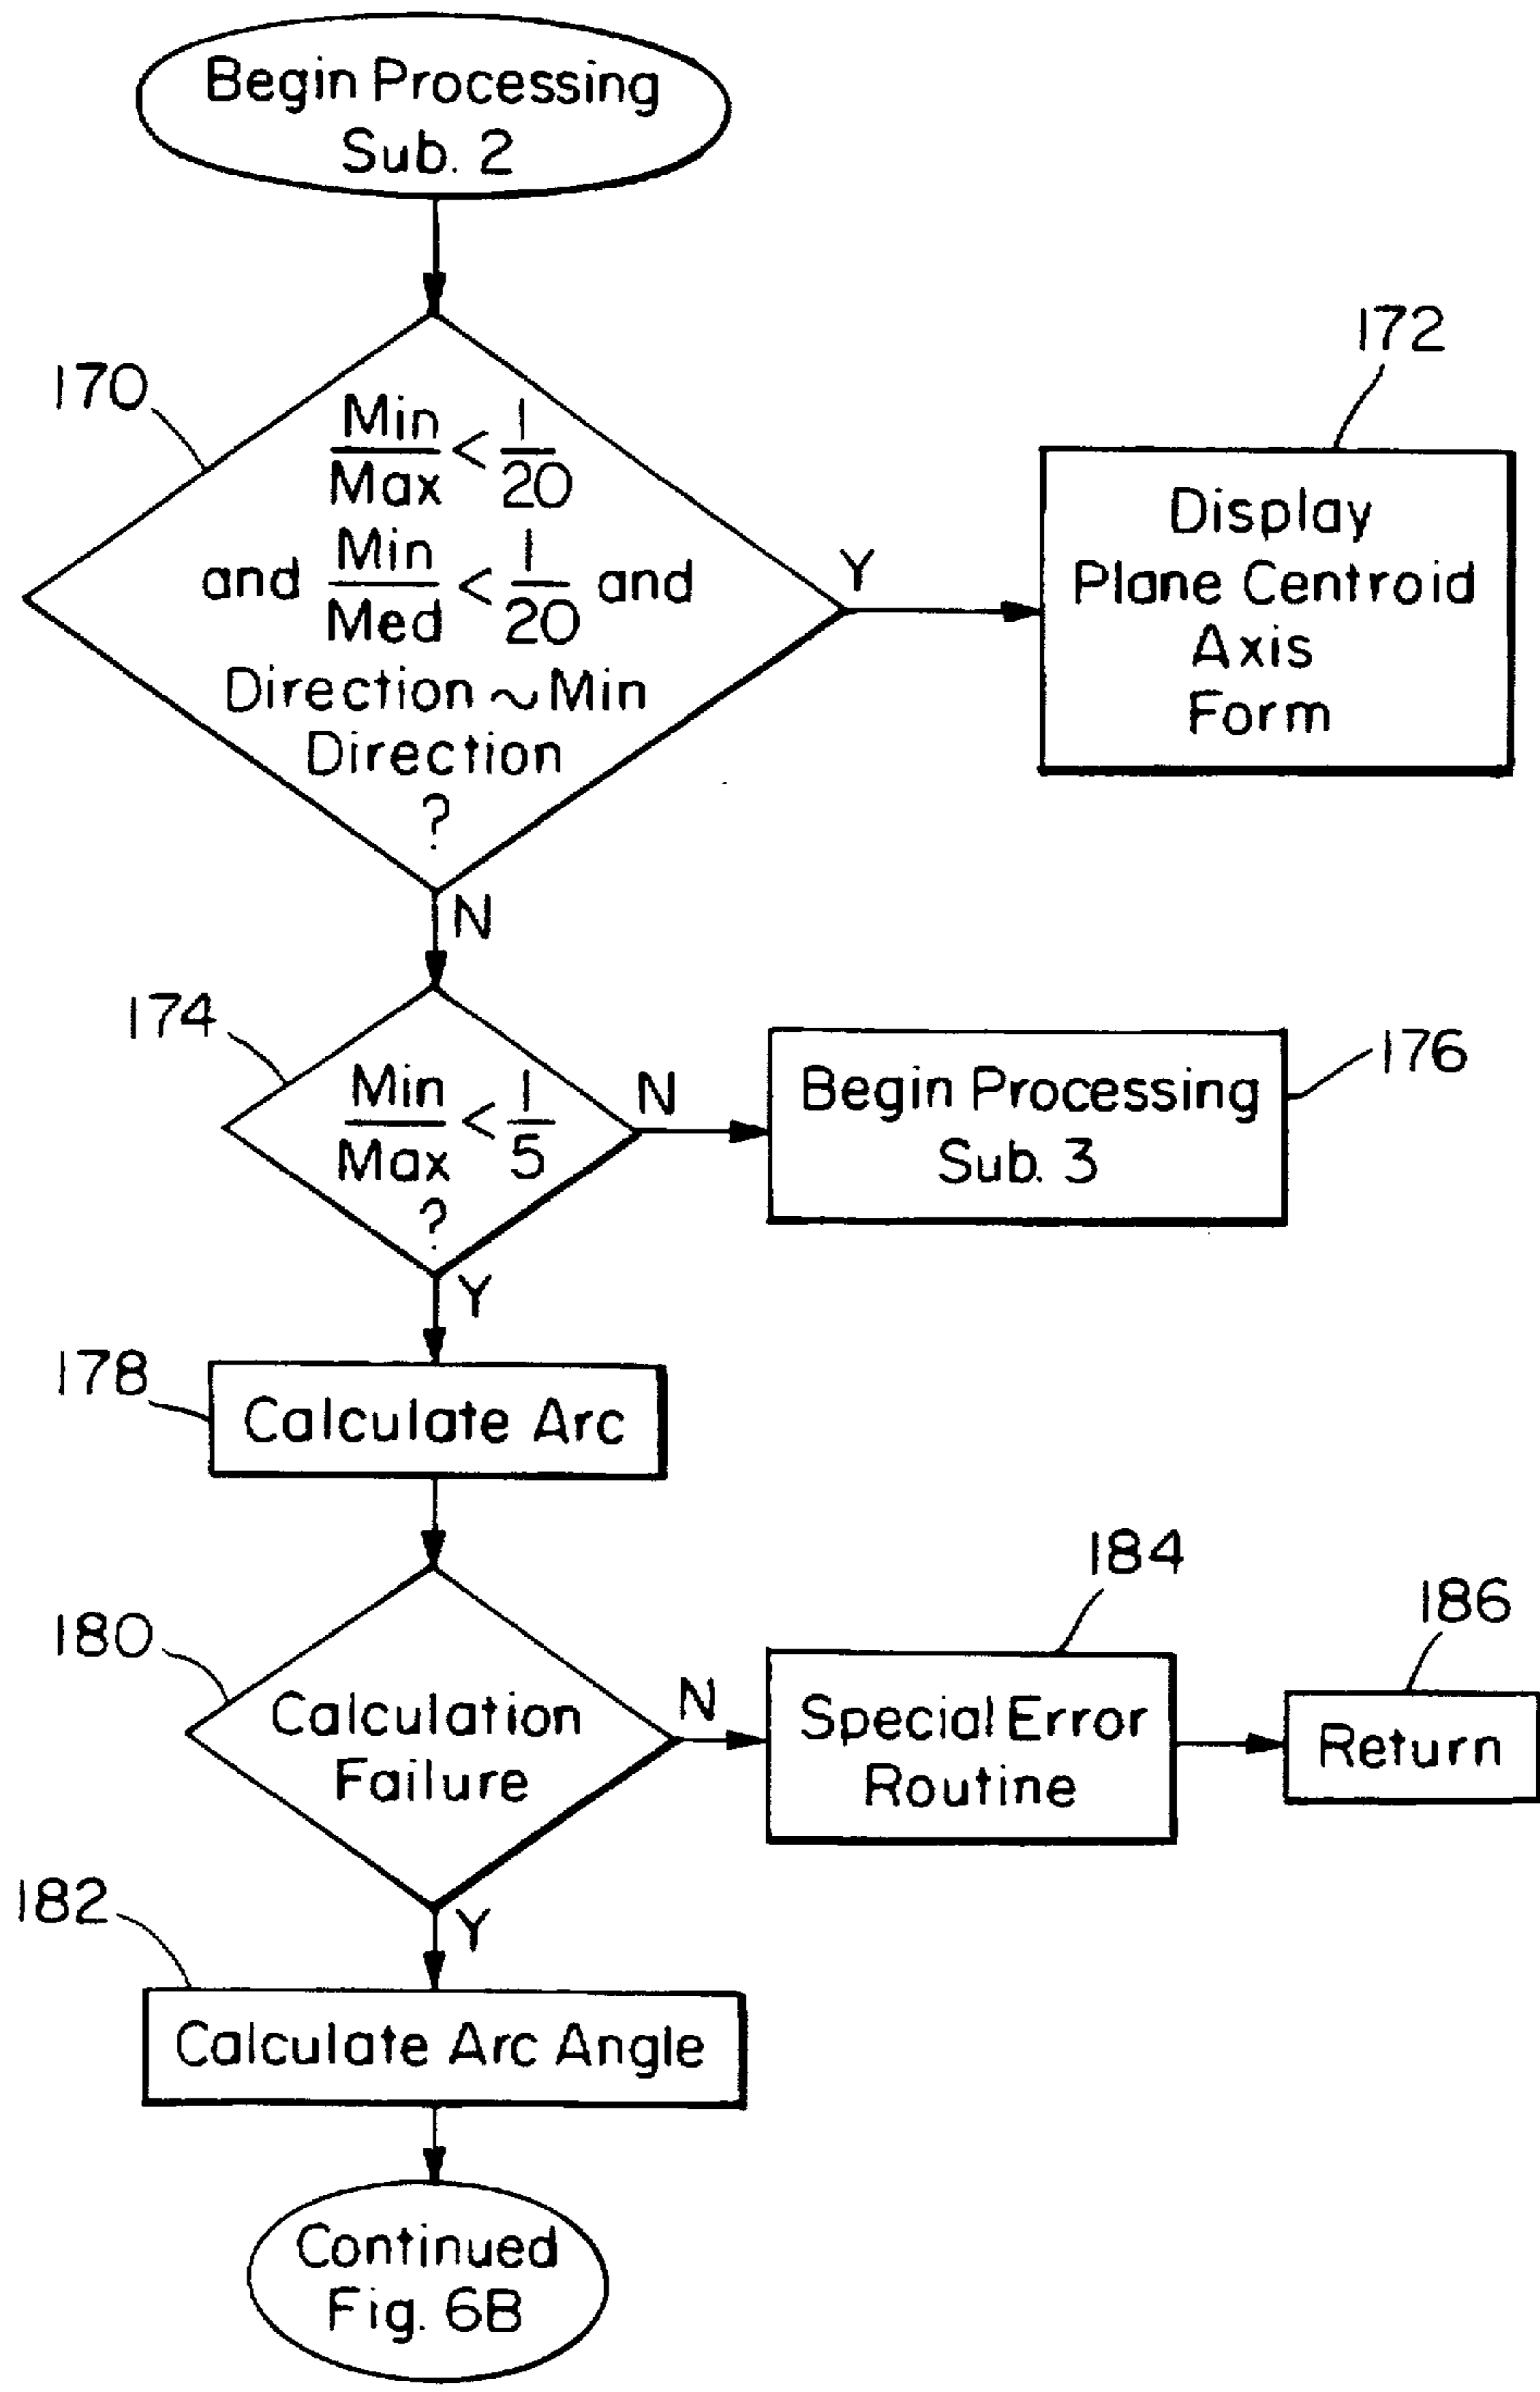 Begin Processing
Sub. 2
170
Min/Max < 1/20
and Min/Med < 1/20 and
Direction ~ Min
Direction
?
Y
172
Display
Plane Centroid
Axis
Form
N
174
Min/Max < 1/5
?
N
176
Begin Processing
Sub. 3
Y
178
Calculate Arc
180
Calculation
Failure
N
184
Special Error
Routine
186
Return
Y
182
Calculate Arc Angle
Continued
Fig. 6B